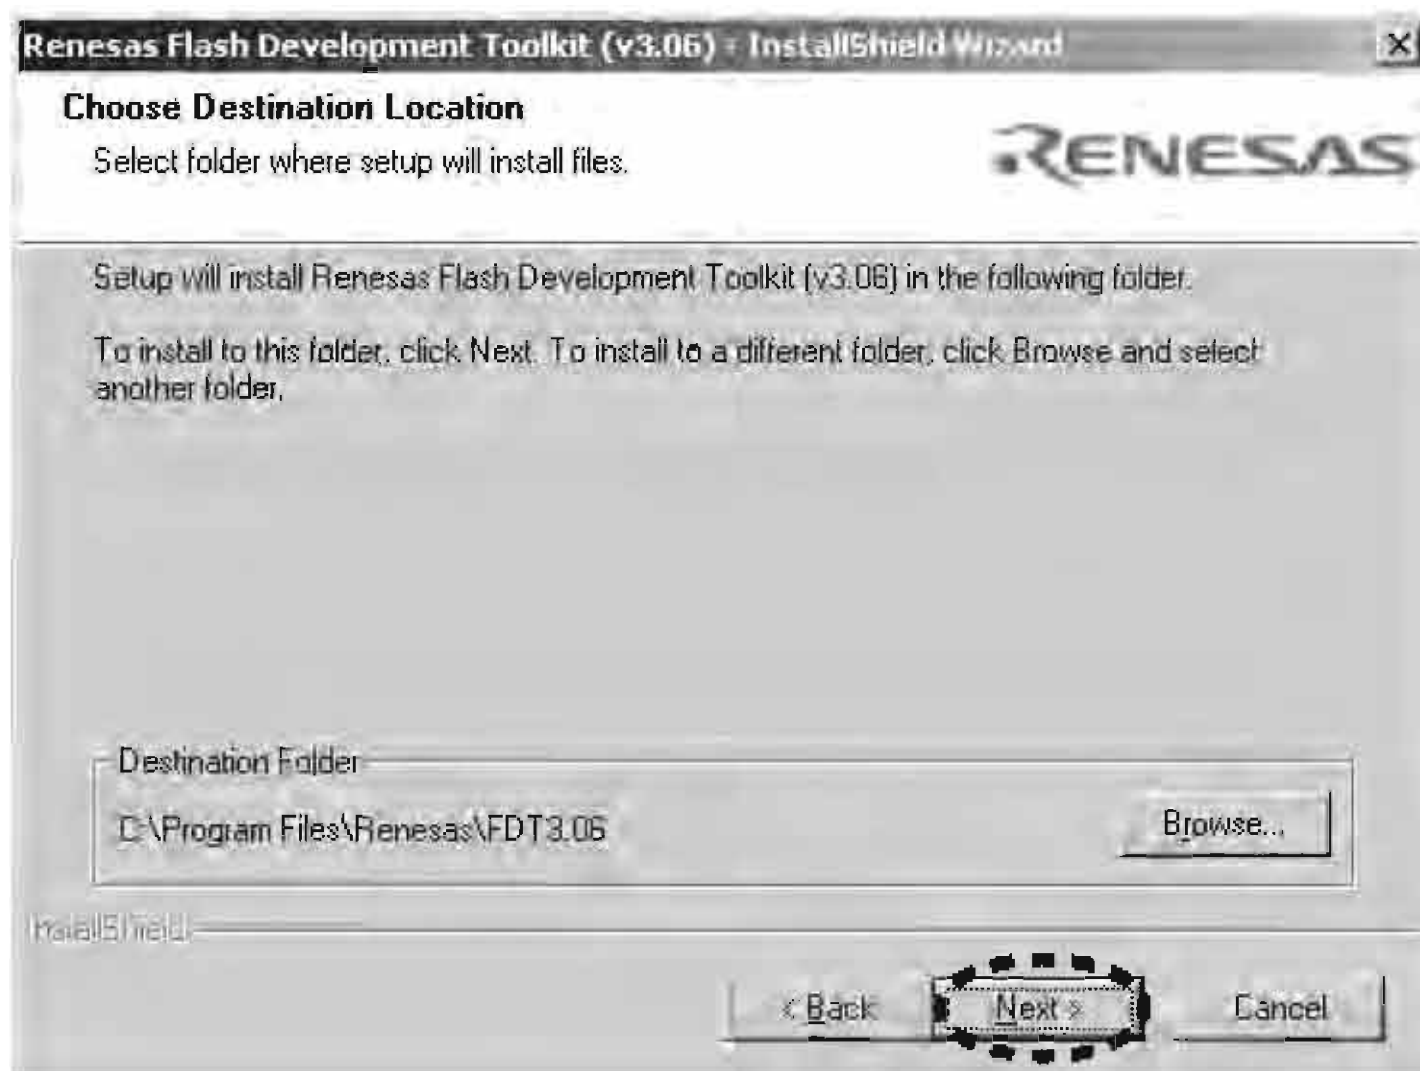 Renesas Flash Development Toolkit (v3.06) - InstallShield Wizard
Choose Destination Location
Select folder where setup will install files.
RENESAS
Setup will install Renesas Flash Development Toolkit (v3.06) in the following folder.
To install to this folder, click Next. To install to a different folder, click Browse and select
another folder.
Destination Folder
C:\Program Files\Renesas\FDT3.06
Browse...
InstallShield
< Back
Next >
Cancel